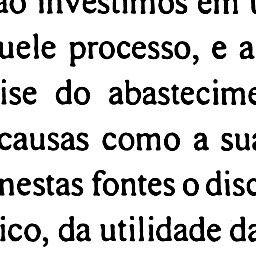 ão investimos em
uele processo, e a
ise do abastecime
causas como a sua
nestas fontes o disc
ico, da utilidade da